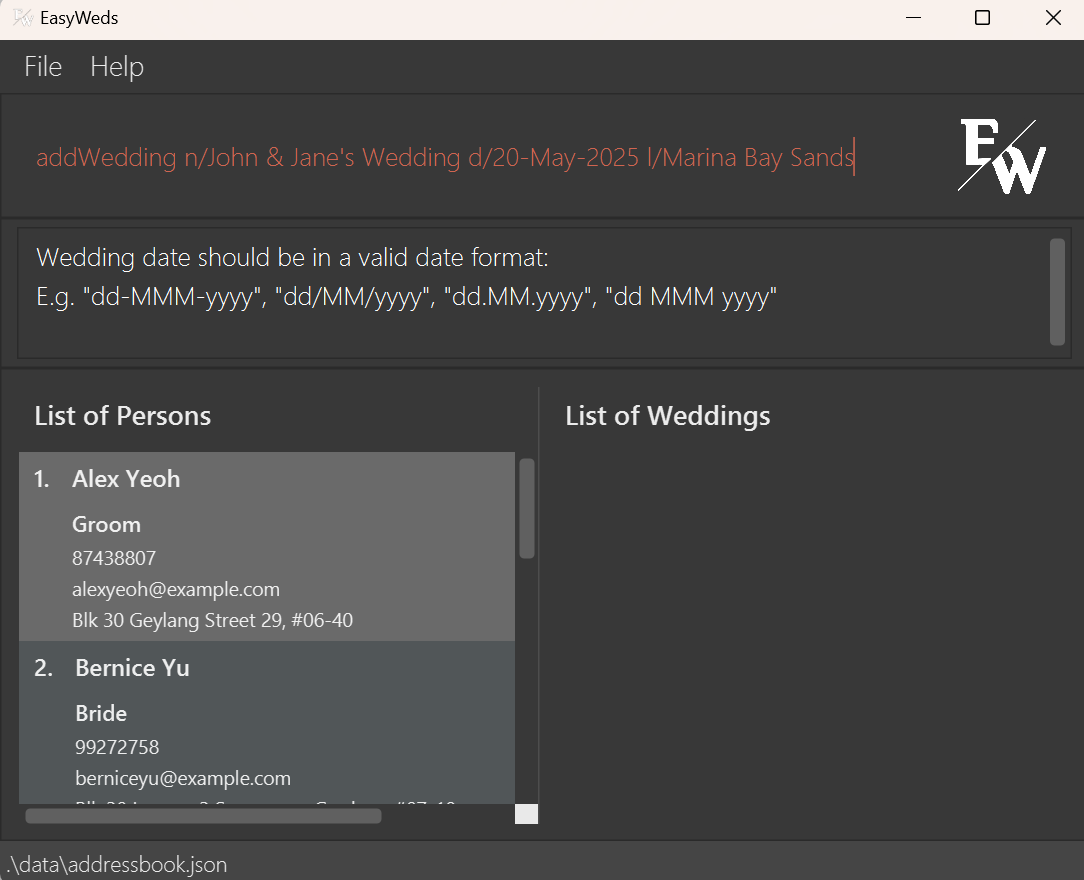 EasyWeds
File Help
addWedding n/John & Jane's Wedding d/20-May-2025 l/Marina Bay Sands
EW
Wedding date should be in a valid date format:
E.g. "dd-MMM-yyyy", "dd/MM/yyyy", "dd.MM.yyyy", "dd MMM yyyy"
List of Persons
1. Alex Yeoh
Groom
87438807
alexyeoh@example.com
Blk 30 Geylang Street 29, #06-40
2. Bernice Yu
Bride
99272758
berniceyu@example.com
List of Weddings
.\data\addressbook.json